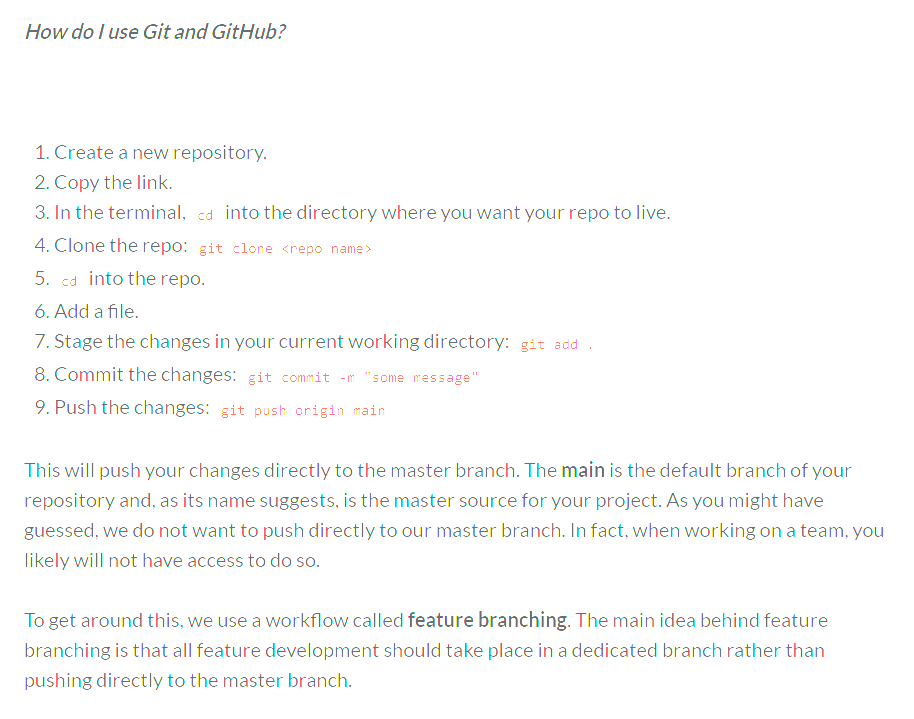 How do I use Git and GitHub?
1. Create a new repository.
2. Copy the link.
3. In the terminal, cd into the directory where you want your repo to live.
4. Clone the repo: git clone <repo name>
5. cd into the repo.
6. Add a file.
7. Stage the changes in your current working directory: git add .
8. Commit the changes: git commit -m "some message"
9. Push the changes: git push origin main
This will push your changes directly to the master branch. The main is the default branch of your
repository and, as its name suggests, is the master source for your project. As you might have
guessed, we do not want to push directly to our master branch. In fact, when working on a team, you
likely will not have access to do so.
To get around this, we use a workflow called feature branching. The main idea behind feature
branching is that all feature development should take place in a dedicated branch rather than
pushing directly to the master branch.